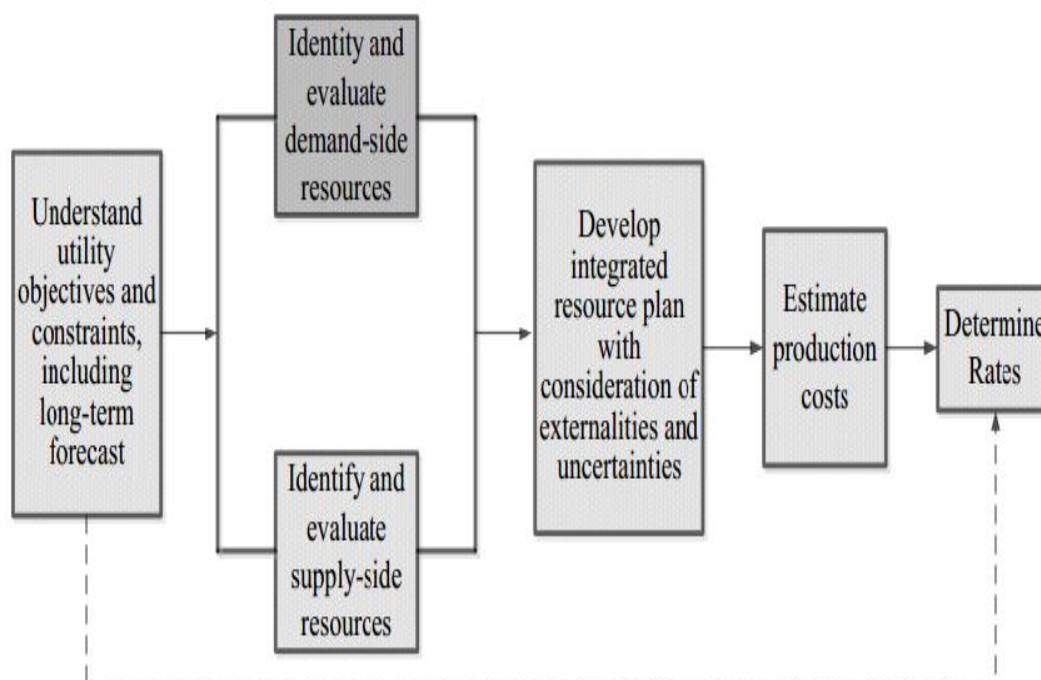 Understand
utility
objectives and
constraints,
including
long-term
forecast
Identity and
evaluate
demand-side
resources
Identify and
evaluate
supply-side
resources
Develop
integrated
resource plan
with
consideration of
externalities and
uncertainties
Estimate
production
costs
Determine
Rates